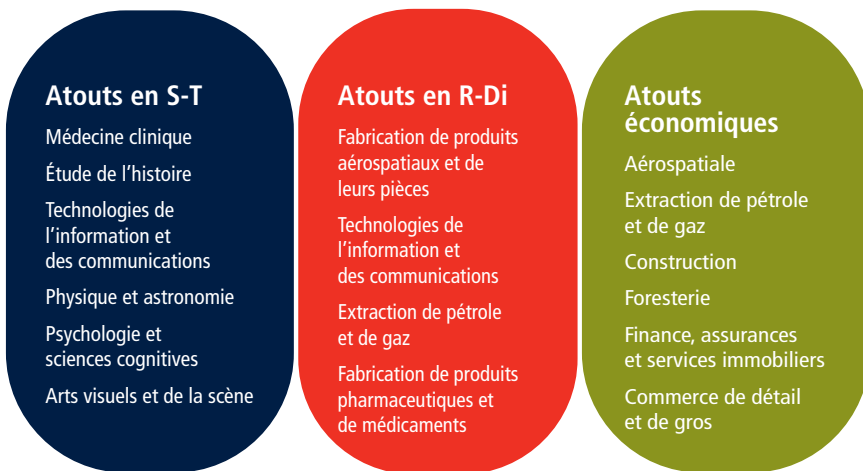 Atouts en S-T
Médecine clinique
Étude de l'histoire
Technologies de
l'information et
des communications
Physique et astronomie
Psychologie et
sciences cognitives
Arts visuels et de la scène
Atouts en R-Di
Fabrication de produits
aérospatiaux et de
leurs pièces
Technologies de
l'information et
des communications
Extraction de pétrole
et de gaz
Fabrication de produits
pharmaceutiques et
de médicaments
Atouts
économiques
Aérospatiale
Extraction de pétrole
et de gaz
Construction
Foresterie
Finance, assurances
et services immobiliers
Commerce de détail
et de gros